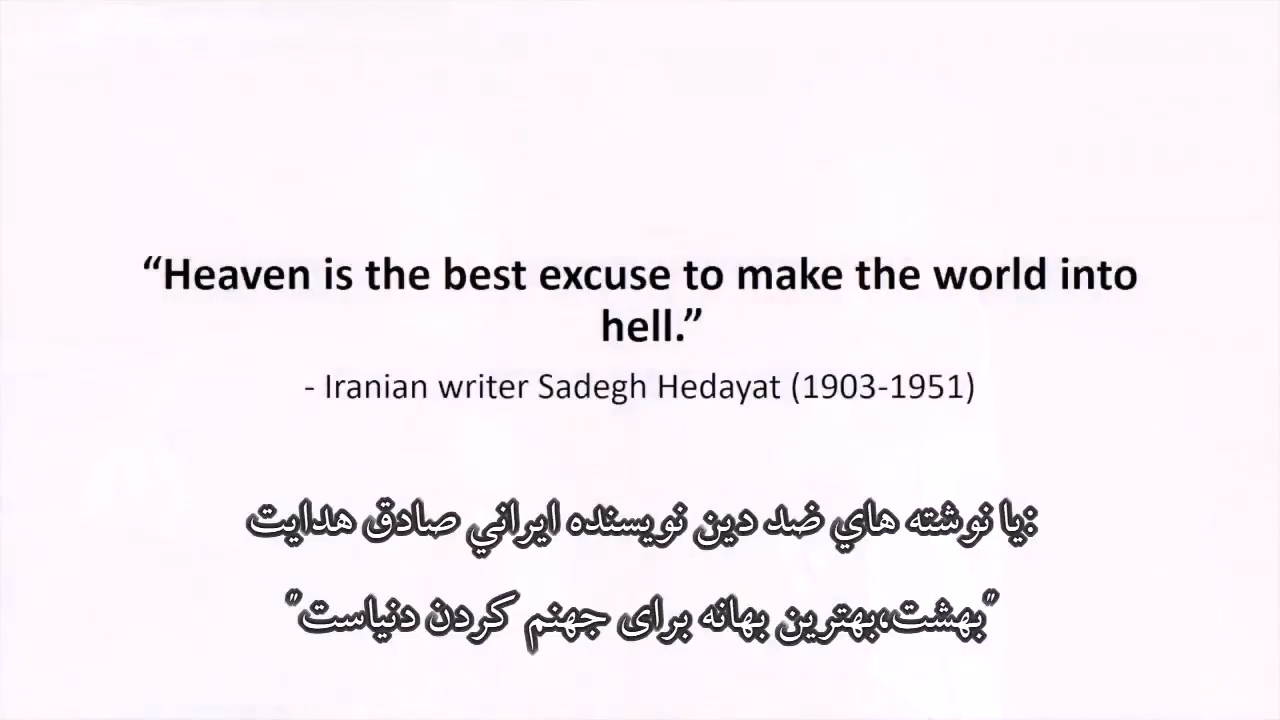 “Heaven is the best excuse to make the world into
hell.”
- Iranian writer Sadegh Hedayat (1903-1951)
:يا نوشته هاي ضد دين نويسنده ايراني صادق هدايت
"بهشت،بهترین بهانه برای جهنم کردن دنیاست"